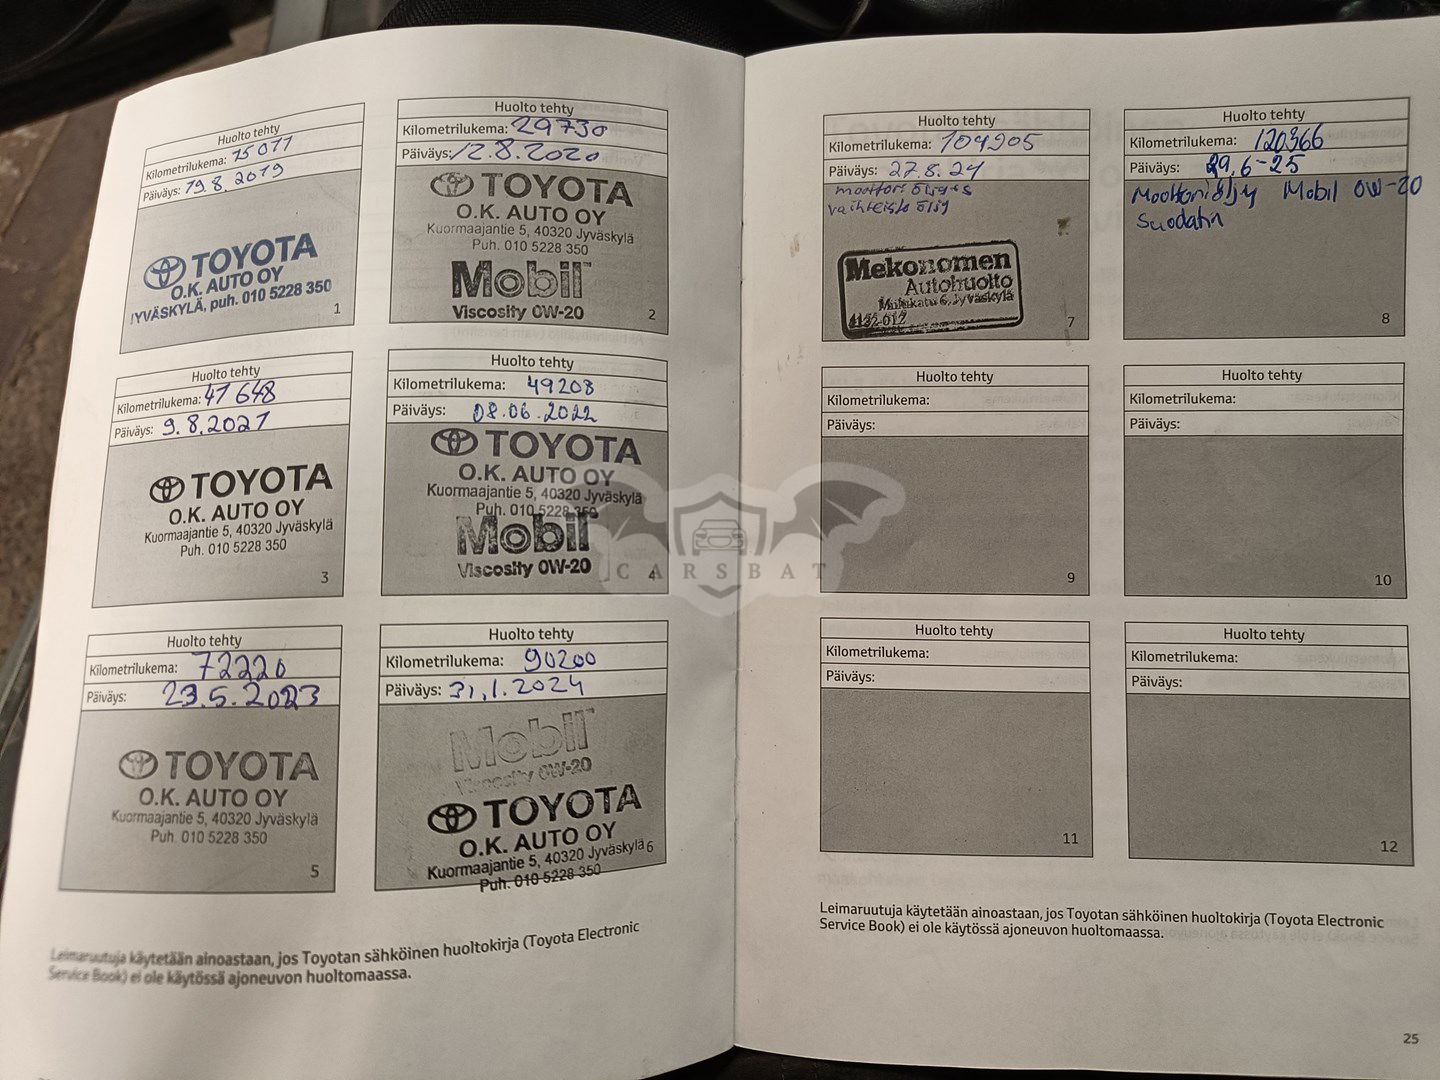 Huolto tehty
Kilometrilukema: 15077
Päiväys: 19.8.2019
TOYOTA
O.K. AUTO OY
JYVÄSKYLÄ, puh. 010 5228 350
1
Huolto tehty
Kilometrilukema: 29730
Päiväys: 12.8.2020
TOYOTA
O.K. AUTO OY
Kuormaajantie 5, 40320 Jyväskylä
Puh. 010 5228 350
Mobil
Viscosity 0W-20
2
Huolto tehty
Kilometrilukema: 41 648
Päiväys: 9.8.2021
TOYOTA
O.K. AUTO OY
Kuormaajantie 5, 40320 Jyväskylä
Puh. 010 5228 350
3
Huolto tehty
Kilometrilukema: 49208
Päiväys: 08.06.2022
TOYOTA
O.K. AUTO OY
Kuormaajantie 5, 40320 Jyväskylä
Puh. 010 5228 350
Mobil
Viscosity 0W-20
4
Huolto tehty
Kilometrilukema: 72220
Päiväys: 23.5.2023
TOYOTA
O.K. AUTO OY
Kuormaajantie 5, 40320 Jyväskylä
Puh. 010 5228 350
5
Huolto tehty
Kilometrilukema: 90200
Päiväys: 31.1.2024
Mobil
Viscosity 0W-20
TOYOTA
O.K. AUTO OY
Kuormaajantie 5, 40320 Jyväskylä
Puh. 010 5228 350
6
Leimaruutuja käytetään ainoastaan, jos Toyotan sähköinen huoltokirja (Toyota Electronic
Service Book) ei ole käytössä ajoneuvon huoltomaassa.
Huolto tehty
Kilometrilukema: 104905
Päiväys: 27.8.24
moottori öljy+s
vaihteisto öljy
Mekonomen
Autohuolto
Jyväskylä
7
Huolto tehty
Kilometrilukema: 120366
Päiväys: 29.6-25
Moottoriöljy Mobil 0W-20
Suodatin
8
Huolto tehty
Kilometrilukema:
Päiväys:
9
Huolto tehty
Kilometrilukema:
Päiväys:
10
Huolto tehty
Kilometrilukema:
Päiväys:
11
Huolto tehty
Kilometrilukema:
Päiväys:
12
Leimaruutuja käytetään ainoastaan, jos Toyotan sähköinen huoltokirja (Toyota Electronic
Service Book) ei ole käytössä ajoneuvon huoltomaassa.
25
CARSBAT